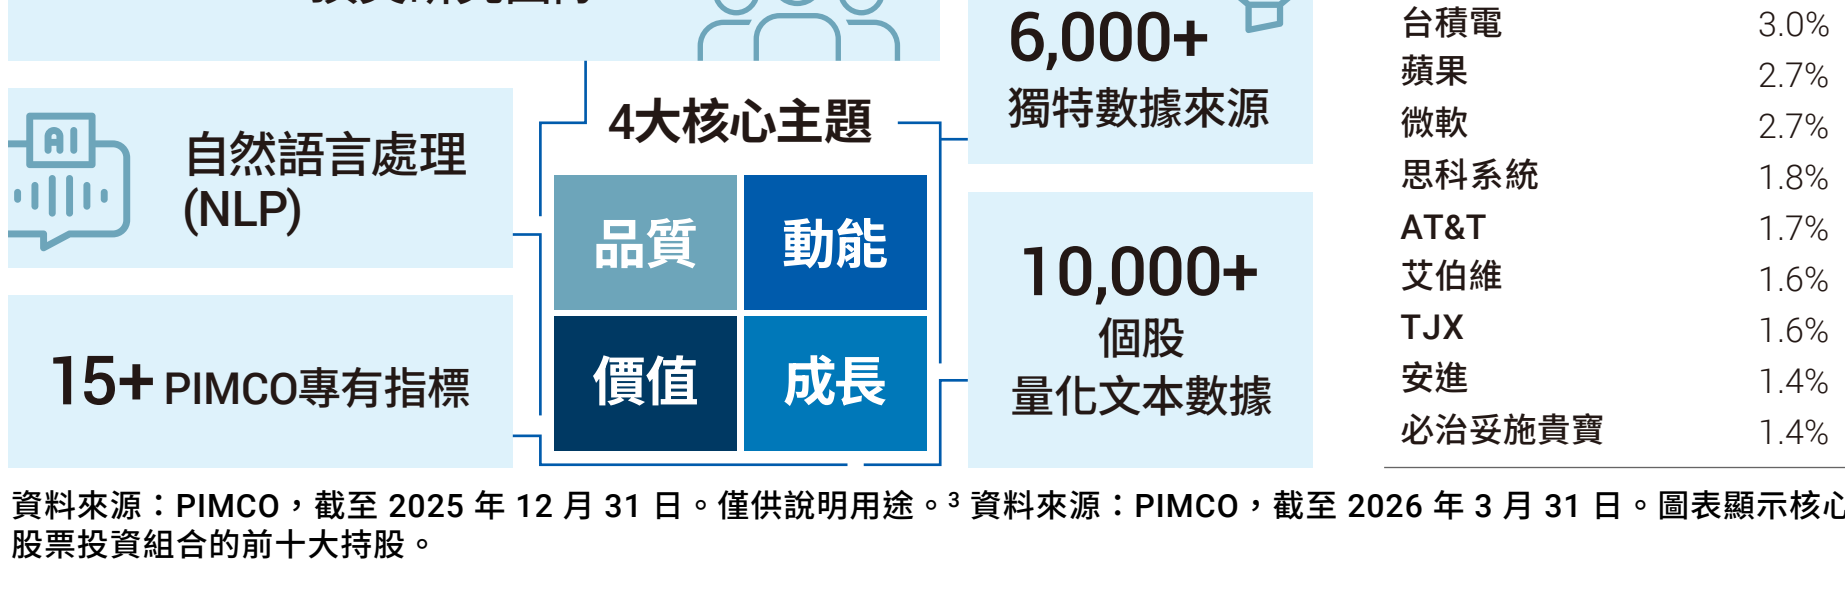 AI
自然語言處理
(NLP)
15+ PIMCO專有指標
4大核心主題
品質
動能
價值
成長
6,000+
獨特數據來源
10,000+
個股
量化文本數據
台積電 3.0%
蘋果 2.7%
微軟 2.7%
思科系統 1.8%
AT&T 1.7%
艾伯維 1.6%
TJX 1.6%
安進 1.4%
必治妥施貴寶 1.4%
資料來源：PIMCO，截至 2025 年 12 月 31 日。僅供說明用途。³ 資料來源：PIMCO，截至 2026 年 3 月 31 日。圖表顯示核心
股票投資組合的前十大持股。